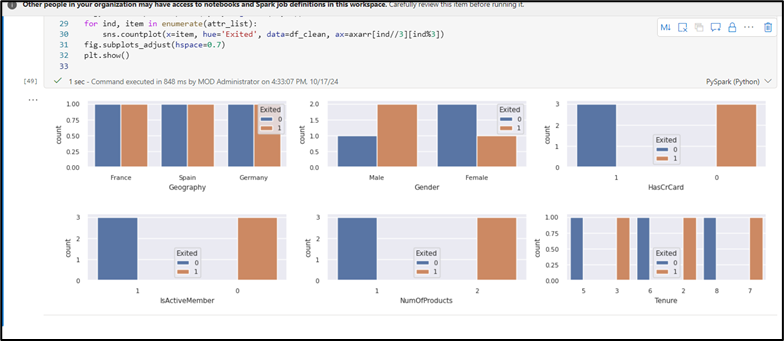 Other people in your organization may have access to notebooks and Spark job definitions in this workspace. Carefully review this item before running it.
29 for ind, item in enumerate(attr_list):
30 sns.countplot(x=item, hue='Exited', data=df_clean, ax=axarr[ind//3][ind%3])
31 fig.subplots_adjust(hspace=0.7)
32 plt.show()
33
[49] 1 sec - Command executed in 848 ms by MOD Administrator on 4:33:07 PM, 10/17/24 PySpark (Python)
M↓
...
1.00
0.75
0.50
0.25
0.00
count
Exited
0
1
France Spain Germany
Geography
2.0
1.5
1.0
0.5
0.0
count
Exited
0
1
Male Female
Gender
3
2
1
0
count
Exited
0
1
1 0
HasCrCard
3
2
1
0
count
Exited
0
1
1 0
IsActiveMember
3
2
1
0
count
Exited
0
1
1 2
NumOfProducts
1.00
0.75
0.50
0.25
0.00
count
Exited
0
1
5 3 6 2 8 7
Tenure